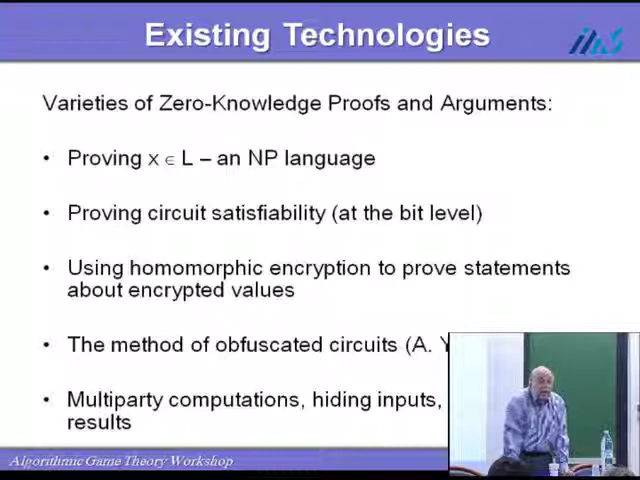 Existing Technologies
IMS
Varieties of Zero-Knowledge Proofs and Arguments:
• Proving x ∈ L – an NP language
• Proving circuit satisfiability (at the bit level)
• Using homomorphic encryption to prove statements
about encrypted values
• The method of obfuscated circuits (A.
• Multiparty computations, hiding inputs,
results
Algorithmic Game Theory Workshop